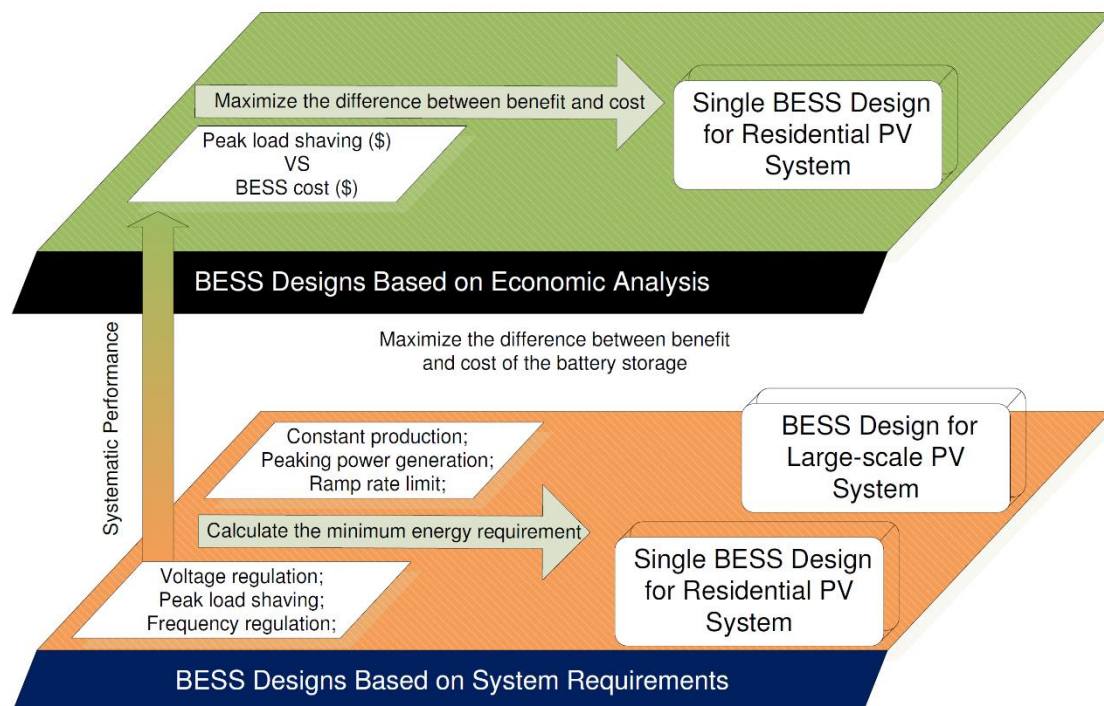 Maximize the difference between benefit and cost
Single BESS Design
for Residential PV
System
Peak load shaving ($)
VS
BESS cost ($)
BESS Designs Based on Economic Analysis
Systematic Performance
Maximize the difference between benefit
and cost of the battery storage
Constant production;
Peaking power generation;
Ramp rate limit;
BESS Design for
Large-scale PV
System
Calculate the minimum energy requirement
Single BESS Design
for Residential PV
System
Voltage regulation;
Peak load shaving;
Frequency regulation;
BESS Designs Based on System Requirements